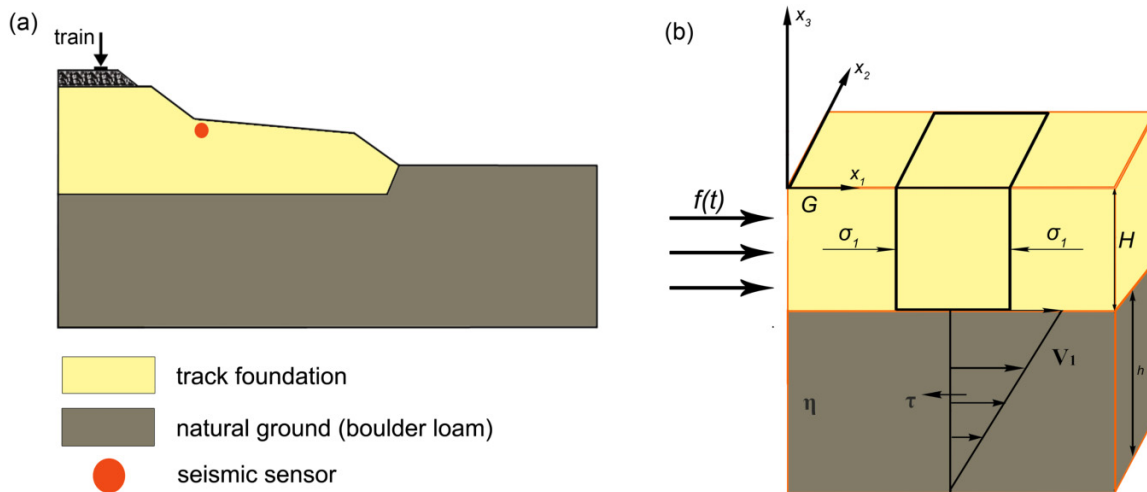 (a)
train
track foundation
natural ground (boulder loam)
seismic sensor
(b)
x₃
x₂
x₁
G
f(t)
σ₁ σ₁
H
V₁
h
η
τ